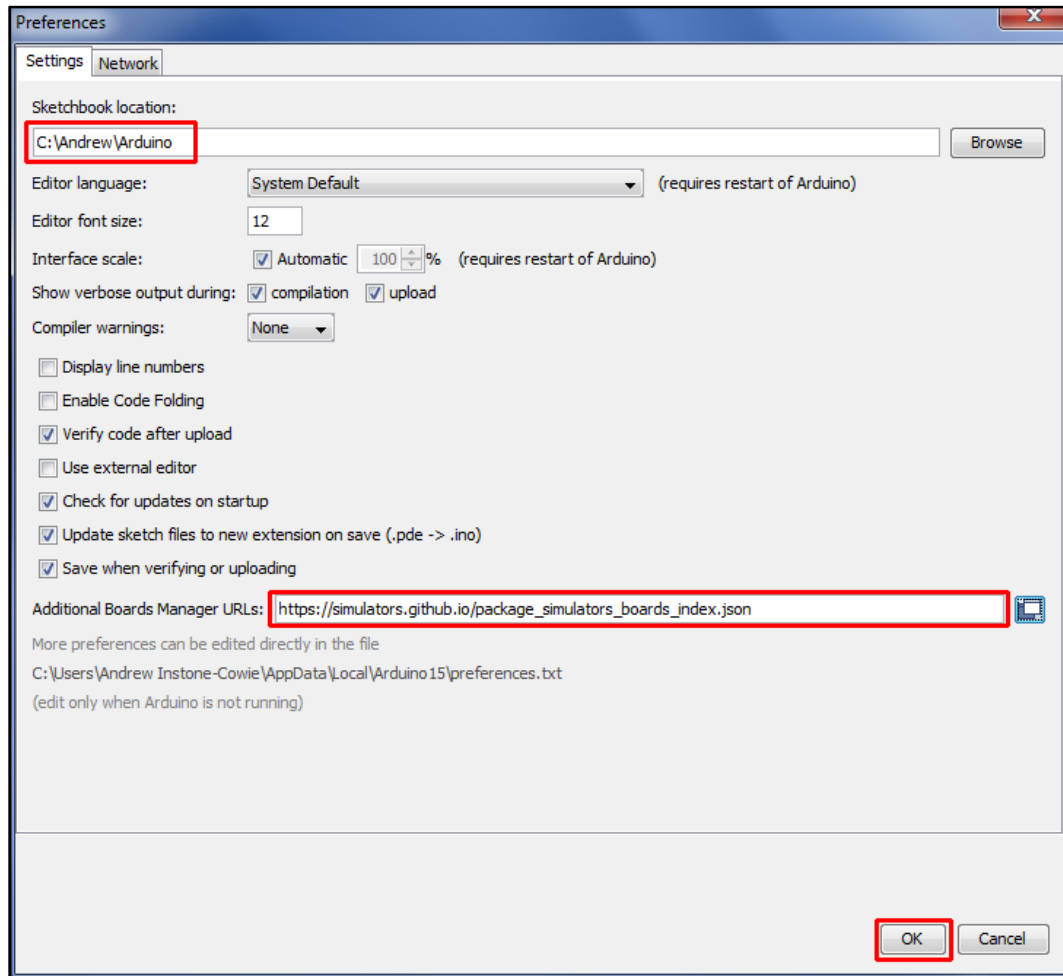 Preferences
Settings Network
Sketchbook location:
C:\Andrew\Arduino Browse
Editor language: System Default (requires restart of Arduino)
Editor font size: 12
Interface scale: Automatic 100 % (requires restart of Arduino)
Show verbose output during: compilation upload
Compiler warnings: None
Display line numbers
Enable Code Folding
Verify code after upload
Use external editor
Check for updates on startup
Update sketch files to new extension on save (.pde -> .ino)
Save when verifying or uploading
Additional Boards Manager URLs: https://simulators.github.io/package_simulators_boards_index.json
More preferences can be edited directly in the file
C:\Users\Andrew Instone-Cowie\AppData\Local\Arduino15\preferences.txt
(edit only when Arduino is not running)
OK Cancel